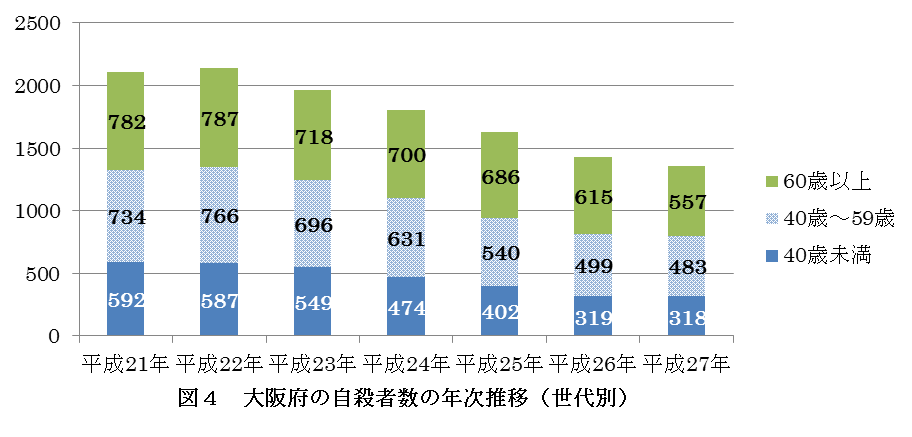 2500
2000
1500
1000
500
0
782 787 718 700 686 615 557
734 766 696 631 540 499 483
592 587 549 474 402 319 318
平成21年 平成22年 平成23年 平成24年 平成25年 平成26年 平成27年
60歳以上
40歳～59歳
40歳未満
図４　大阪府の自殺者数の年次推移（世代別）